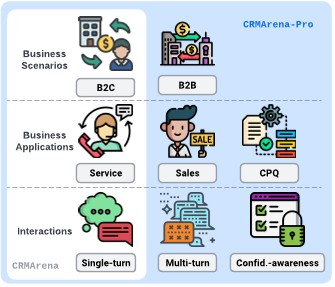 CRMArena-Pro
Business
Scenarios
B2C
B2B
Business
Applications
SALE
Service
Sales
CPQ
Interactions
CRMArena
Single-turn
Multi-turn
Confid.-awareness